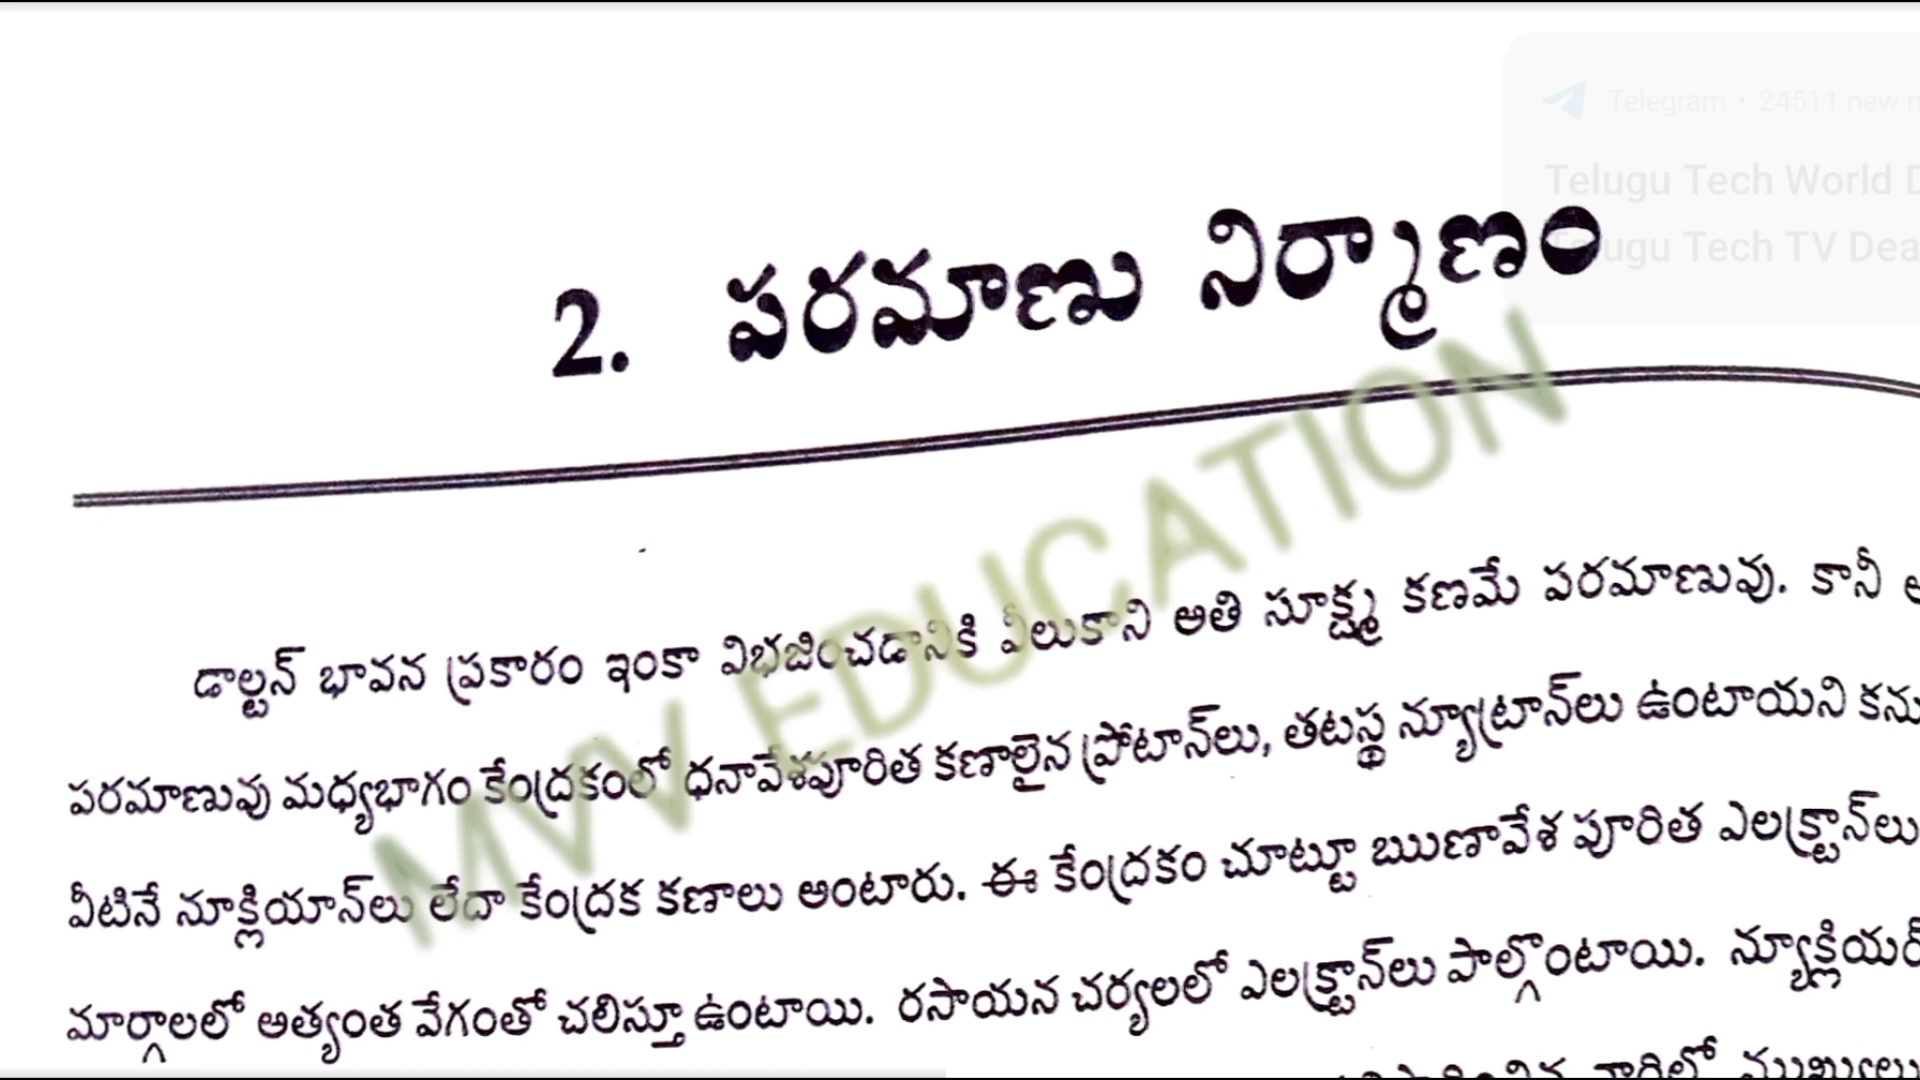 Telegram · 24511 new
Telugu Tech World
Telugu Tech TV Dea
2. పరమాణు నిర్మాణం
MVV EDUCATION
డాల్టన్ భావన ప్రకారం ఇంకా విభజించడానికి వీలుకాని అతి సూక్ష్మ కణమే పరమాణువు. కానీ
పరమాణువు మధ్యభాగం కేంద్రకంలో ధనావేశపూరిత కణాలైన ప్రోటాన్‌లు, తటస్థ న్యూట్రాన్‌లు ఉంటాయని కను
వీటినే నూక్లియాన్‌లు లేదా కేంద్రక కణాలు అంటారు. ఈ కేంద్రకం చూట్టూ ఋణావేశ పూరిత ఎలక్ట్రాన్‌లు
మార్గాలలో అత్యంత వేగంతో చలిస్తూ ఉంటాయి. రసాయన చర్యలలో ఎలక్ట్రాన్‌లు పాల్గొంటాయి. న్యూక్లియర్